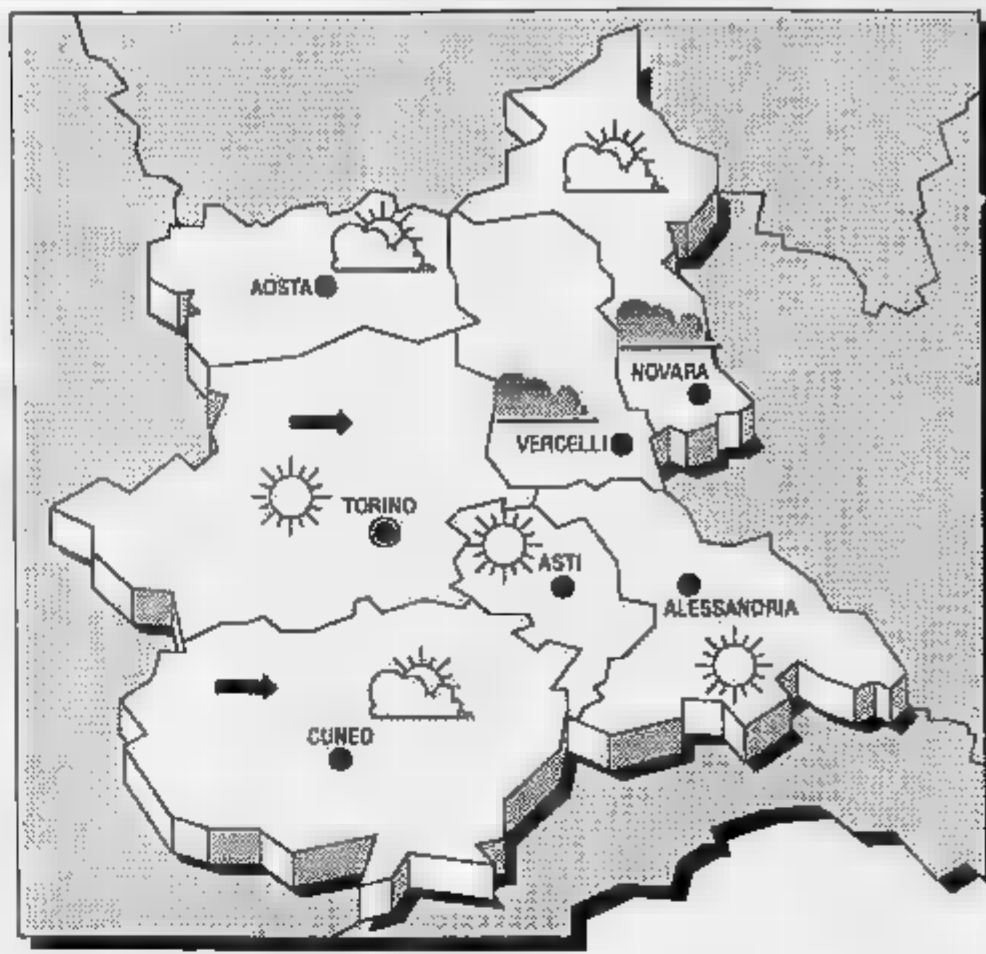 AOSTA
NOVARA
VERCELLI
TORINO
ASTI
ALESSANDRIA
CUNEO